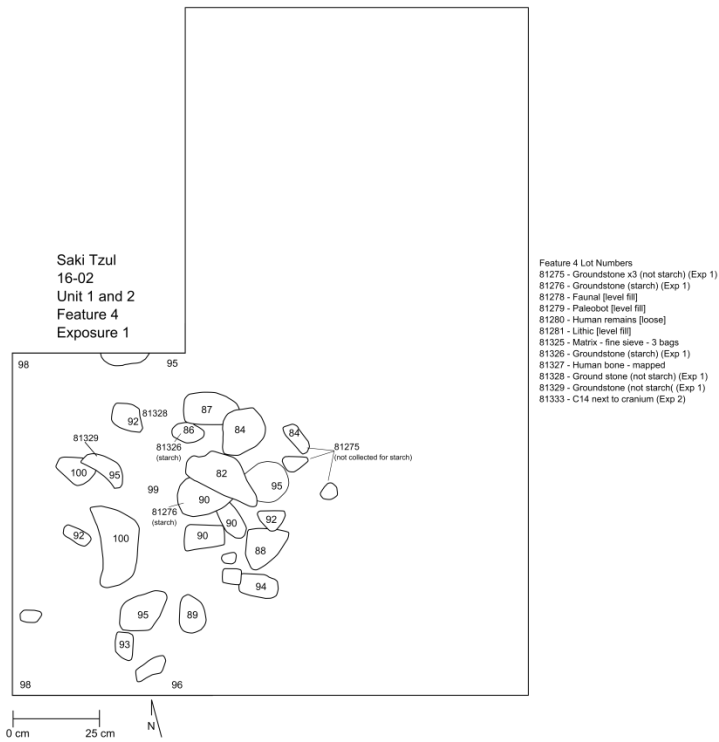 Saki Tzul
16-02
Unit 1 and 2
Feature 4
Exposure 1
Feature 4 Lot Numbers
81275 - Groundstone x3 (not starch) (Exp 1)
81276 - Groundstone (starch) (Exp 1)
81278 - Faunal [level fill]
81279 - Paleobot [level fill]
81280 - Human remains [loose]
81281 - Lithic [level fill]
81325 - Matrix - fine sieve - 3 bags
81326 - Groundstone (starch) (Exp 1)
81327 - Human bone - mapped
81328 - Ground stone (not starch) (Exp 1)
81329 - Groundstone (not starch( (Exp 1)
81333 - C14 next to cranium (Exp 2)
98
95
87
92
81328
86
84
84
81329
81326
(starch)
81275
(not collected for starch)
100
95
82
95
99
90
81276
(starch)
90
92
92
100
90
88
94
95
89
93
98
96
0 cm
25 cm
N